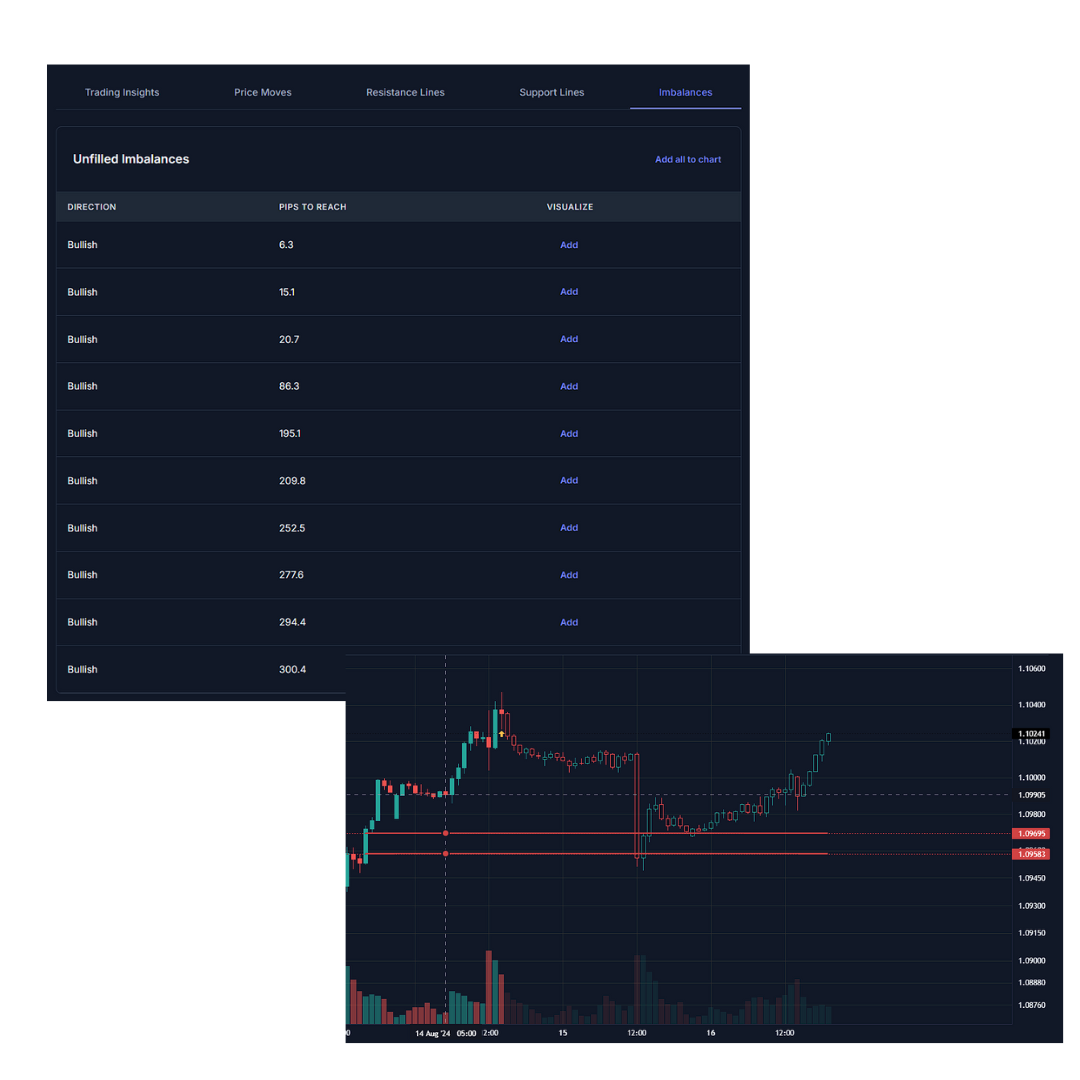 Trading Insights Price Moves Resistance Lines Support Lines Imbalances
Unfilled Imbalances Add all to chart
DIRECTION PIPS TO REACH VISUALIZE
Bullish 6.3 Add
Bullish 15.1 Add
Bullish 20.7 Add
Bullish 86.3 Add
Bullish 195.1 Add
Bullish 209.8 Add
Bullish 252.5 Add
Bullish 277.6 Add
Bullish 294.4 Add
Bullish 300.4
1.10600
1.10400
1.10241
1.10200
1.10000
1.09905
1.09800
1.09695
1.09583
1.09450
1.09300
1.09150
1.09000
1.08880
1.08760
14 Aug '24 05:00 2:00 15 12:00 16 12:00